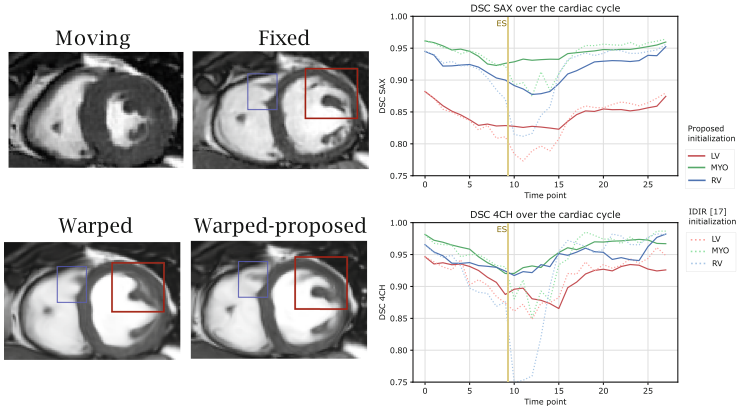 Moving
Fixed
Warped
Warped-proposed
DSC SAX over the cardiac cycle
ES
1.00
0.95
0.90
0.85
0.80
0.75
DSC SAX
0 5 10 15 20 25
Time point
DSC 4CH over the cardiac cycle
ES
1.00
0.95
0.90
0.85
0.80
0.75
DSC 4CH
0 5 10 15 20 25
Time point
Proposed
initialization
LV
MYO
RV
IDIR [17]
initialization
LV
MYO
RV